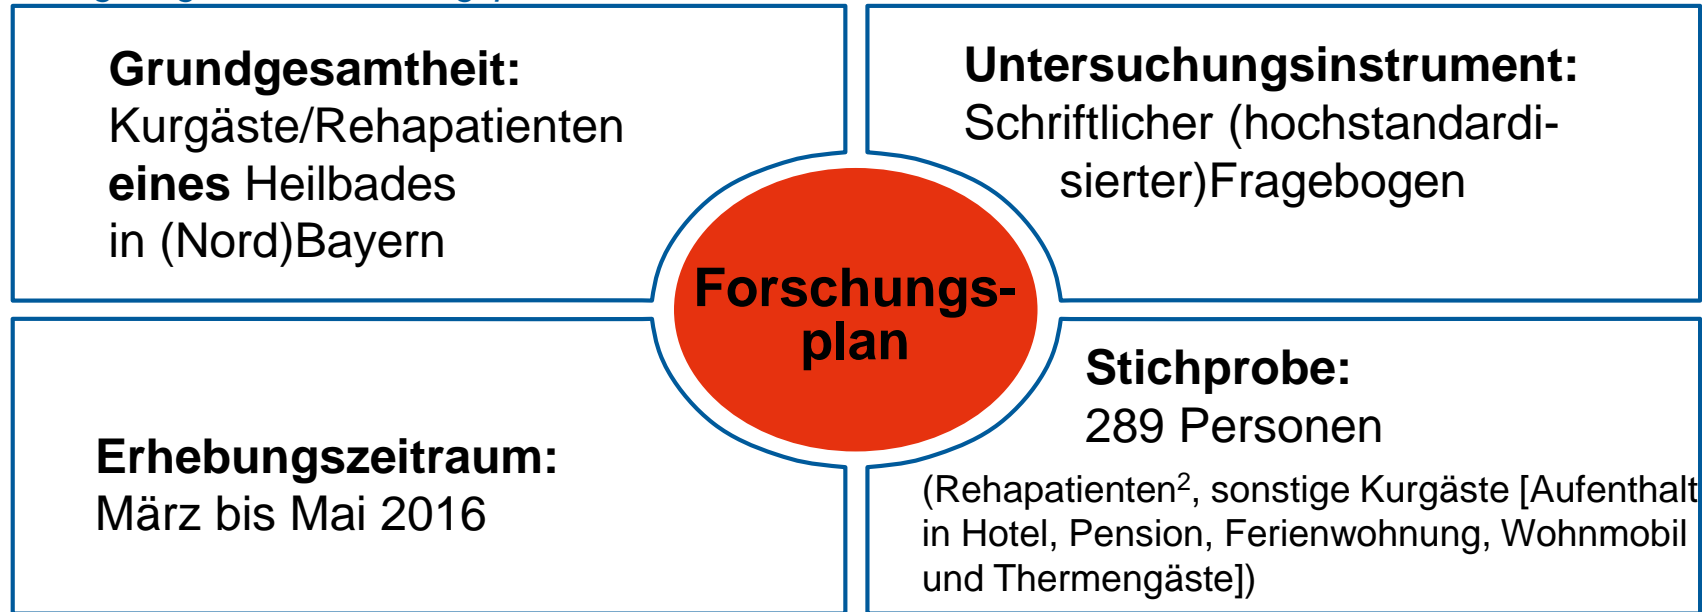 Grundgesamtheit:
Kurgäste/Rehapatienten
eines Heilbades
in (Nord)Bayern
Untersuchungsinstrument:
Schriftlicher (hochstandardi-
sierter)Fragebogen
Forschungs-
plan
Erhebungszeitraum:
März bis Mai 2016
Stichprobe:
289 Personen
(Rehapatienten², sonstige Kurgäste [Aufenthalt
in Hotel, Pension, Ferienwohnung, Wohnmobil
und Thermengäste])